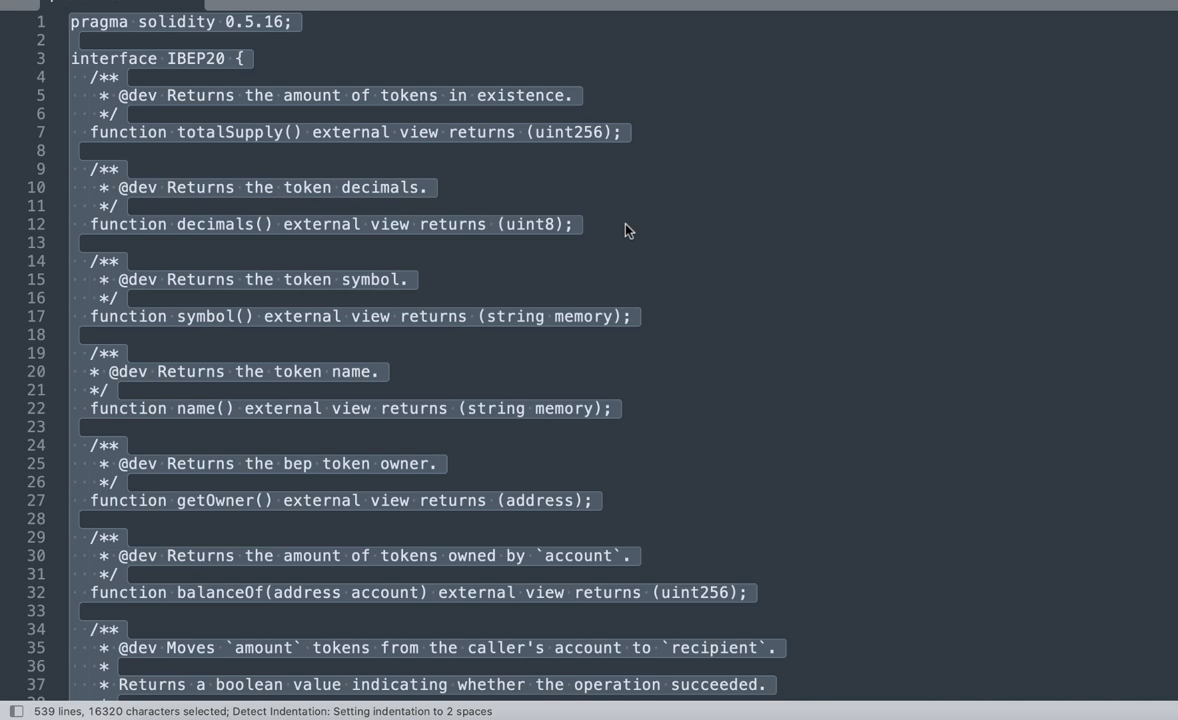 1 pragma solidity 0.5.16;
2
3 interface IBEP20 {
4 /**
5 * @dev Returns the amount of tokens in existence.
6 */
7 function totalSupply() external view returns (uint256);
8
9 /**
10 * @dev Returns the token decimals.
11 */
12 function decimals() external view returns (uint8);
13
14 /**
15 * @dev Returns the token symbol.
16 */
17 function symbol() external view returns (string memory);
18
19 /**
20 * @dev Returns the token name.
21 */
22 function name() external view returns (string memory);
23
24 /**
25 * @dev Returns the bep token owner.
26 */
27 function getOwner() external view returns (address);
28
29 /**
30 * @dev Returns the amount of tokens owned by `account`.
31 */
32 function balanceOf(address account) external view returns (uint256);
33
34 /**
35 * @dev Moves `amount` tokens from the caller's account to `recipient`.
36 *
37 * Returns a boolean value indicating whether the operation succeeded.
539 lines, 16320 characters selected; Detect Indentation: Setting indentation to 2 spaces